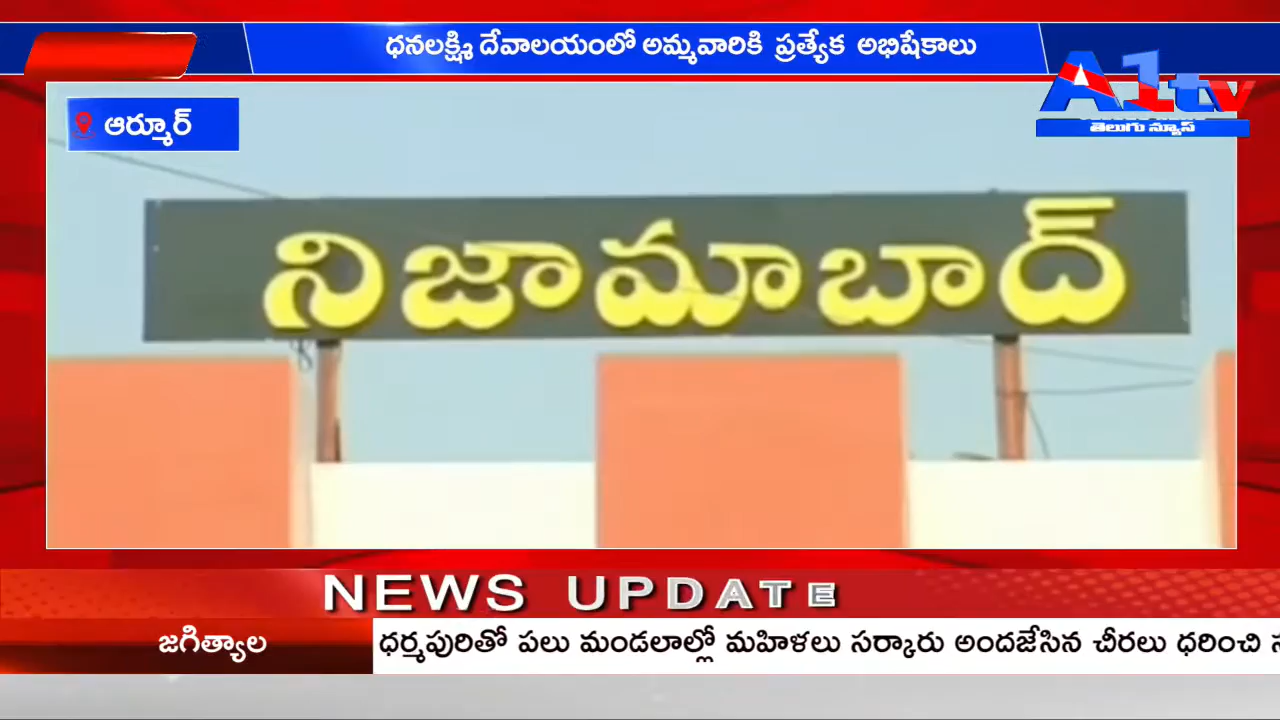 ధనలక్ష్మి దేవాలయంలో అమ్మవారికి ప్రత్యేక అభిషేకాలు
ఆర్మూర్
A1tv
తెలుగు న్యూస్
నిజామాబాద్
NEWS UPDATE
జగిత్యాల
ధర్మపురితో పలు మండలాల్లో మహిళలు సర్కారు అందజేసిన చీరలు ధరించి